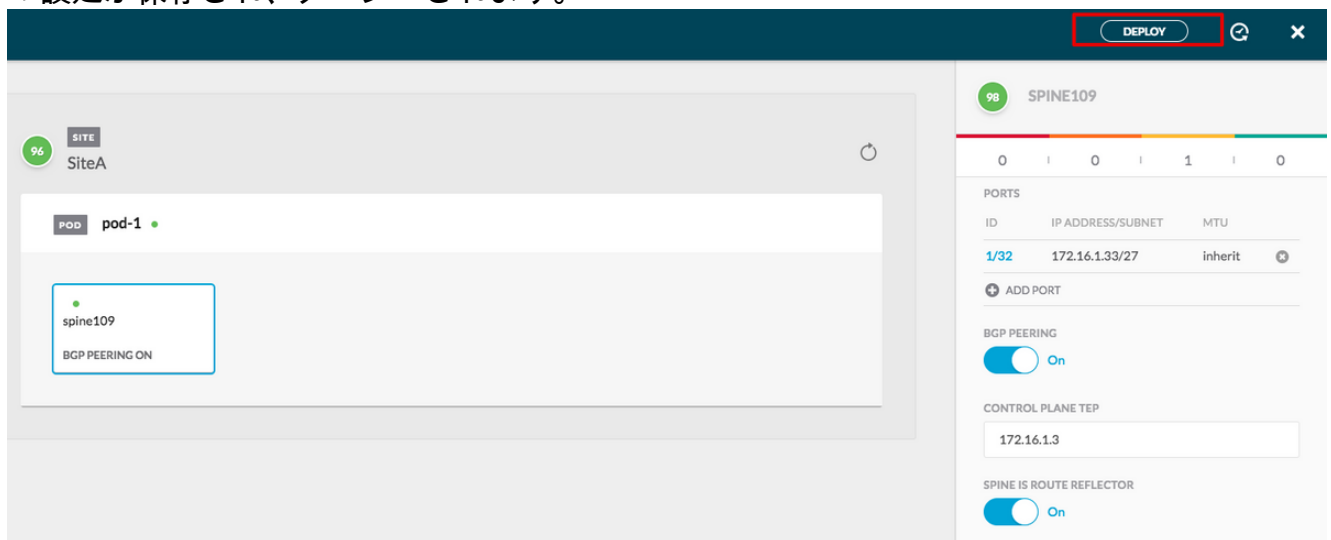 DEPLOY
98 SPINE109
0 0 1 0
PORTS
ID IP ADDRESS/SUBNET MTU
1/32 172.16.1.33/27 inherit
ADD PORT
BGP PEERING
On
CONTROL PLANE TEP
172.16.1.3
SPINE IS ROUTE REFLECTOR
On
96 SITE
SiteA
POD pod-1
spine109
BGP PEERING ON